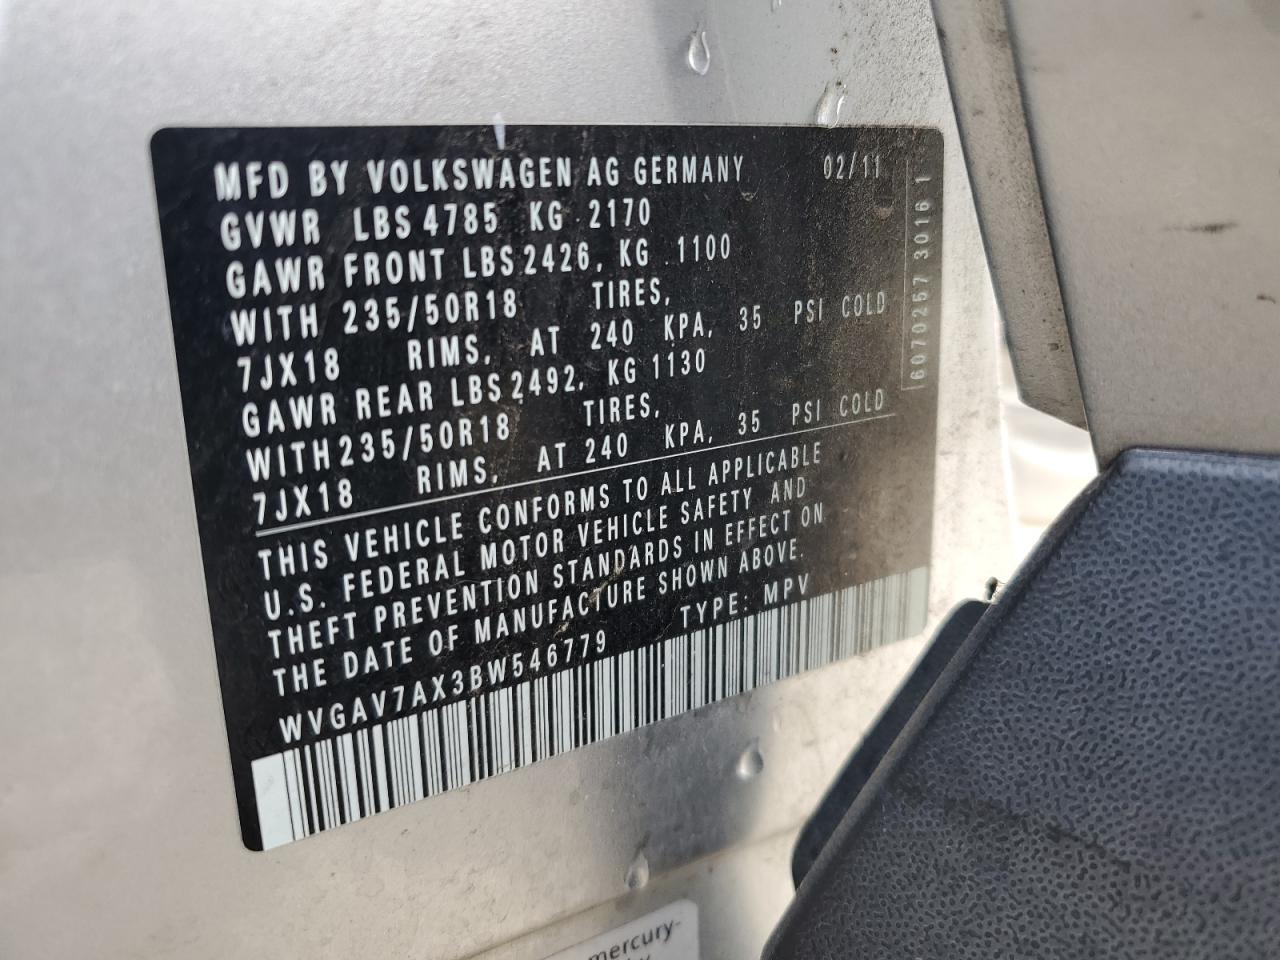 MFD BY VOLKSWAGEN AG GERMANY 02/11
GVWR LBS 4785 KG 2170
GAWR FRONT LBS 2426, KG 1100
WITH 235/50R18 TIRES,
7JX18 RIMS, AT 240 KPA, 35 PSI COLD
GAWR REAR LBS 2492, KG 1130
WITH 235/50R18 TIRES,
7JX18 RIMS, AT 240 KPA, 35 PSI COLD
THIS VEHICLE CONFORMS TO ALL APPLICABLE
U.S. FEDERAL MOTOR VEHICLE SAFETY AND
THEFT PREVENTION STANDARDS IN EFFECT ON
THE DATE OF MANUFACTURE SHOWN ABOVE.
WVGAV7AX3BW546779 TYPE: MPV
6070257 30161 1
mercury-